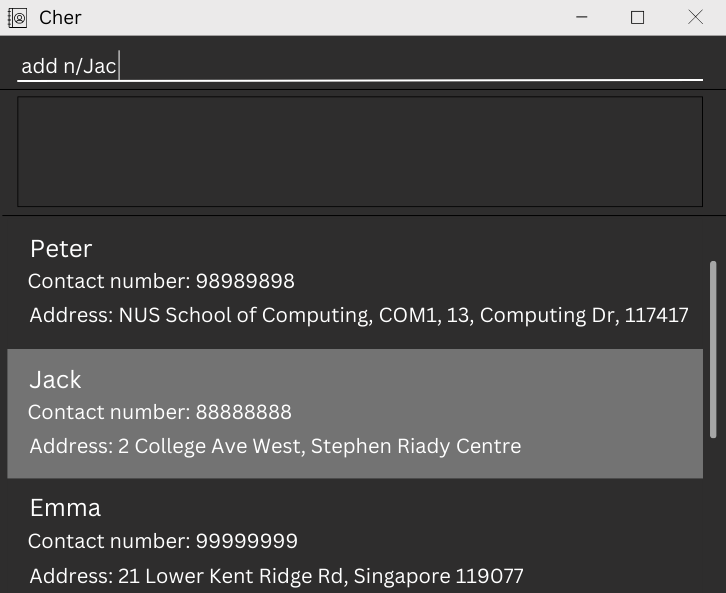 Cher
add n/Jac
Peter
Contact number: 98989898
Address: NUS School of Computing, COM1, 13, Computing Dr, 117417
Jack
Contact number: 88888888
Address: 2 College Ave West, Stephen Riady Centre
Emma
Contact number: 99999999
Address: 21 Lower Kent Ridge Rd, Singapore 119077